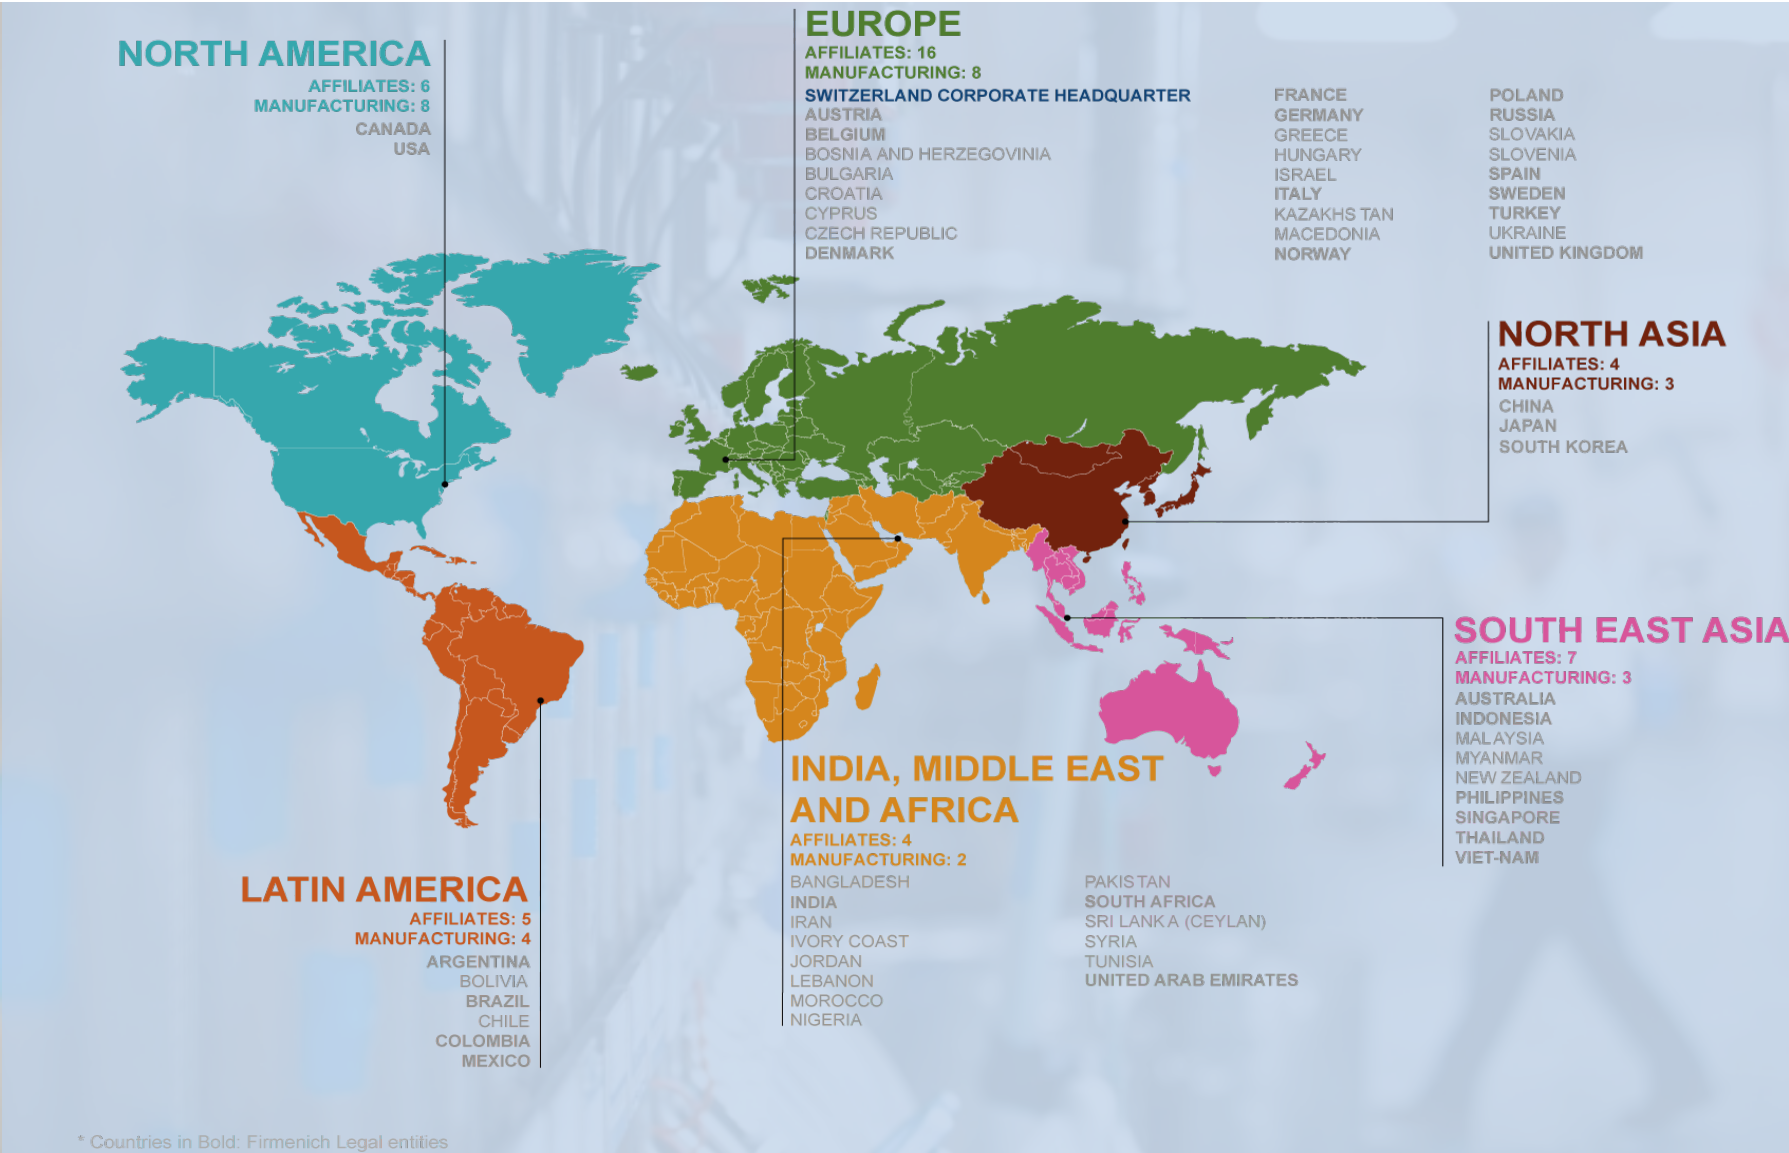 NORTH AMERICA
AFFILIATES: 6
MANUFACTURING: 8
CANADA
USA
EUROPE
AFFILIATES: 16
MANUFACTURING: 8
SWITZERLAND CORPORATE HEADQUARTER
AUSTRIA
BELGIUM
BOSNIA AND HERZEGOVINIA
BULGARIA
CROATIA
CYPRUS
CZECH REPUBLIC
DENMARK
FRANCE
GERMANY
GREECE
HUNGARY
ISRAEL
ITALY
KAZAKHS TAN
MACEDONIA
NORWAY
POLAND
RUSSIA
SLOVAKIA
SLOVENIA
SPAIN
SWEDEN
TURKEY
UKRAINE
UNITED KINGDOM
NORTH ASIA
AFFILIATES: 4
MANUFACTURING: 3
CHINA
JAPAN
SOUTH KOREA
SOUTH EAST ASIA
AFFILIATES: 7
MANUFACTURING: 3
AUSTRALIA
INDONESIA
MALAYSIA
MYANMAR
NEW ZEALAND
PHILIPPINES
SINGAPORE
THAILAND
VIET-NAM
INDIA, MIDDLE EAST
AND AFRICA
AFFILIATES: 4
MANUFACTURING: 2
BANGLADESH
INDIA
IRAN
IVORY COAST
JORDAN
LEBANON
MOROCCO
NIGERIA
PAKISTAN
SOUTH AFRICA
SRI LANKA (CEYLAN)
SYRIA
TUNISIA
UNITED ARAB EMIRATES
LATIN AMERICA
AFFILIATES: 5
MANUFACTURING: 4
ARGENTINA
BOLIVIA
BRAZIL
CHILE
COLOMBIA
MEXICO
* Countries in Bold: Firmenich Legal entities